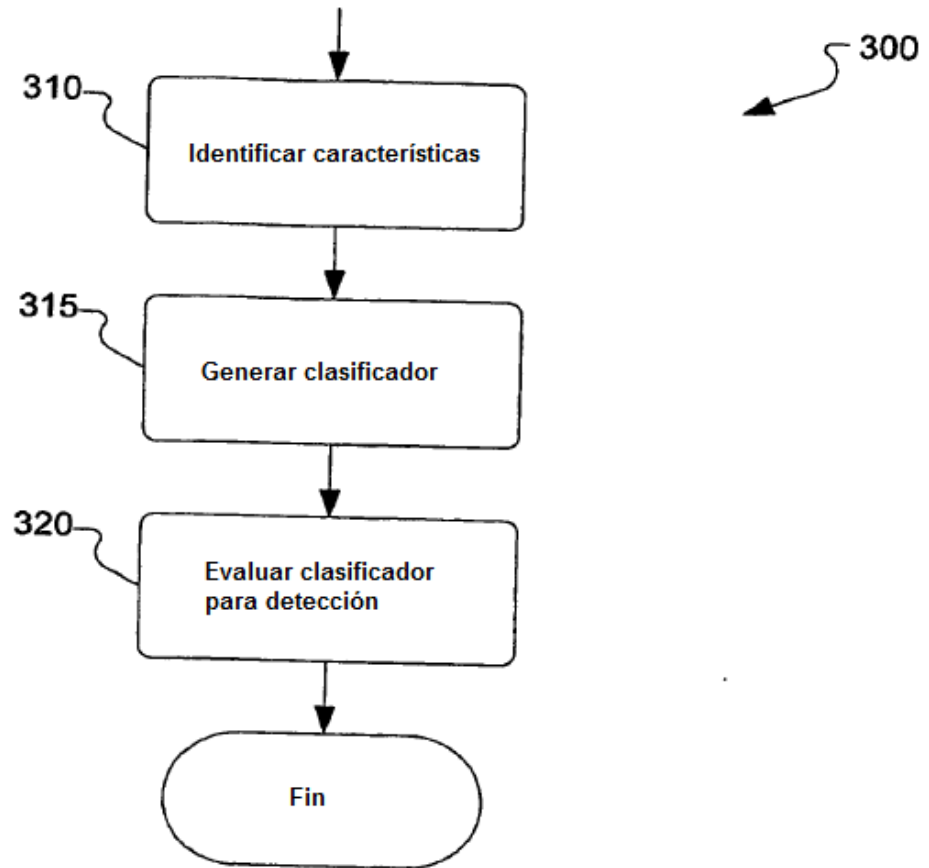 300
310
Identificar características
315
Generar clasificador
320
Evaluar clasificador
para detección
Fin